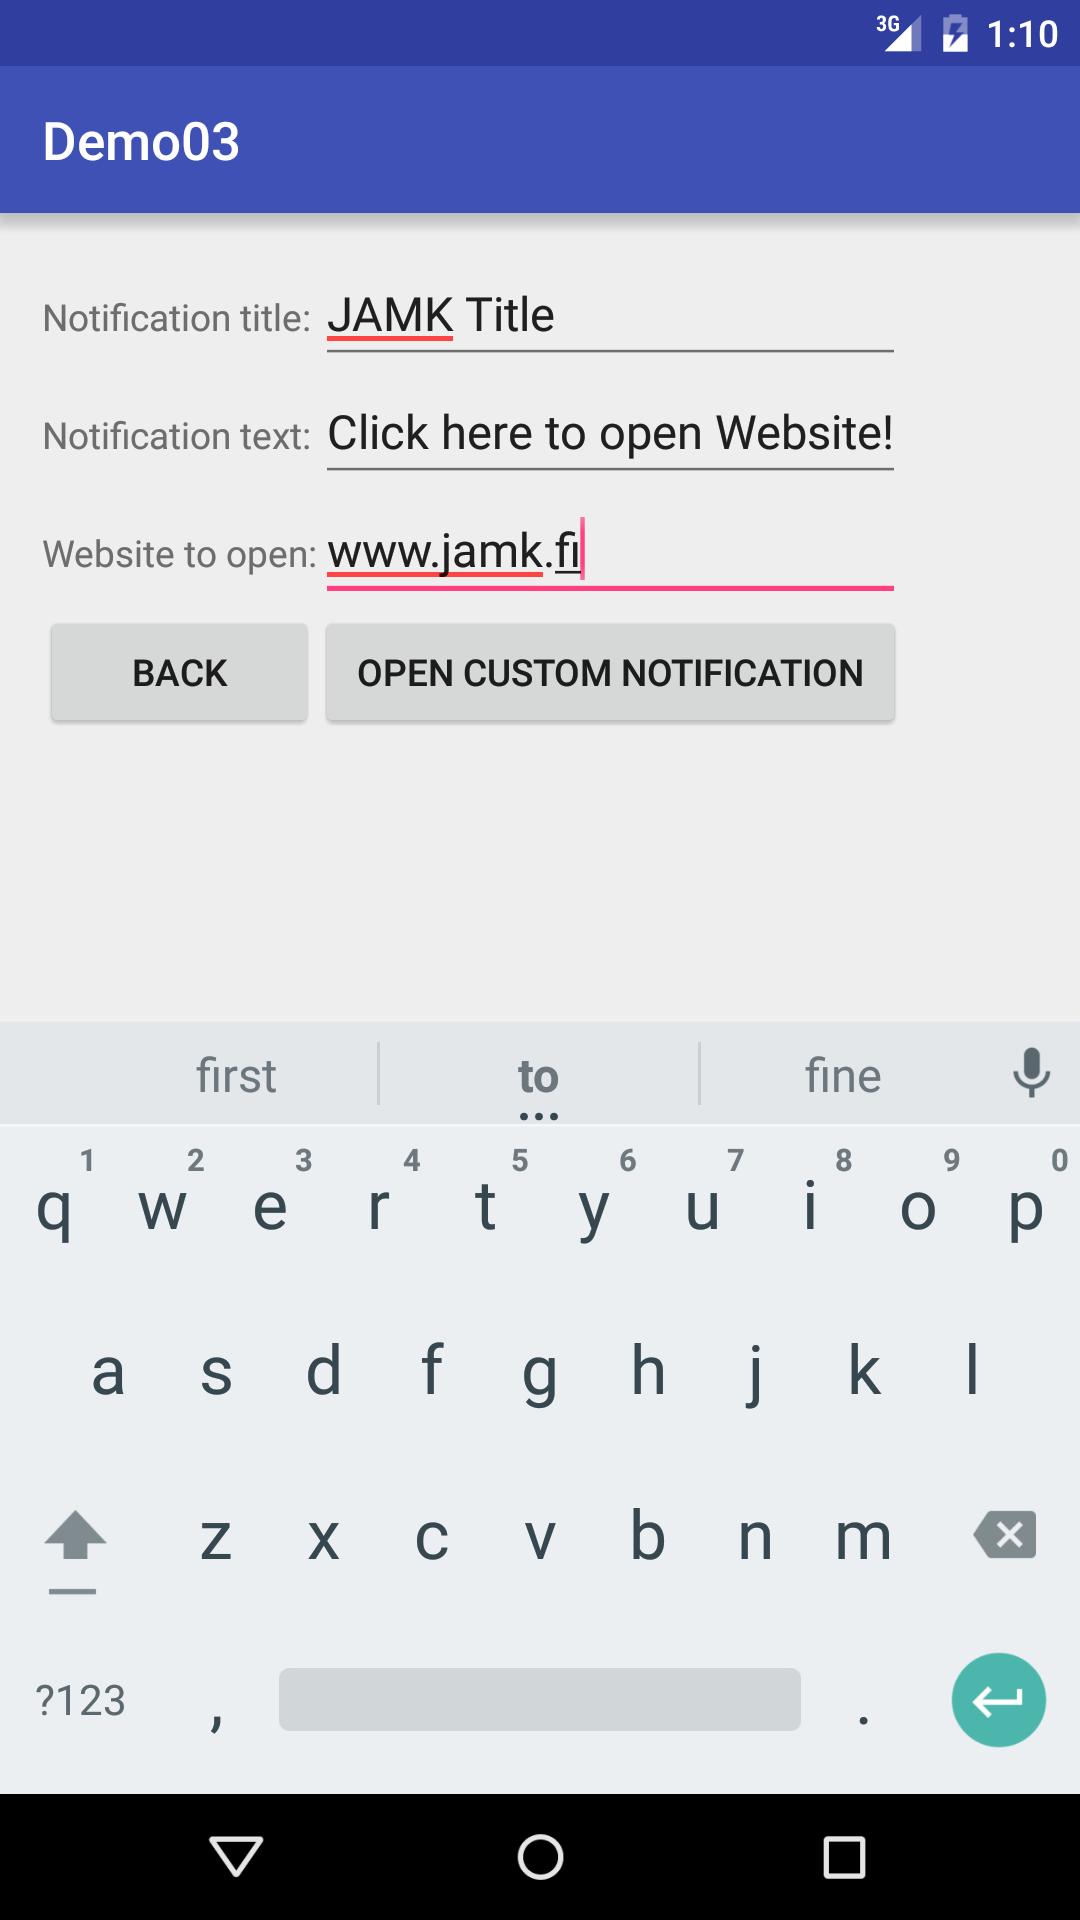 3G 1:10
Demo03
Notification title: JAMK Title
Notification text: Click here to open Website!
Website to open: www.jamk.fi
BACK OPEN CUSTOM NOTIFICATION
first to fine
1 2 3 4 5 6 7 8 9 0
q w e r t y u i o p
a s d f g h j k l
z x c v b n m
?123 , .